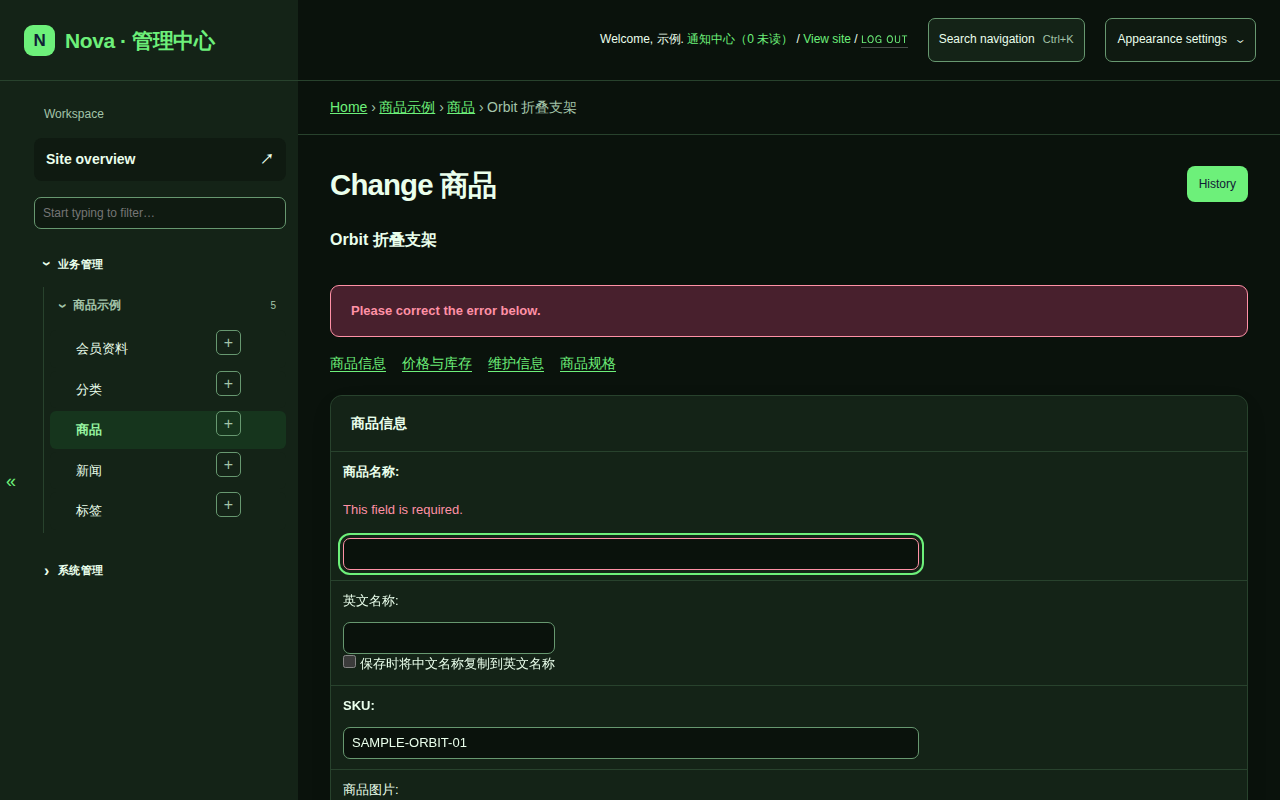 N Nova · 管理中心
Welcome, 示例. 通知中心（0 未读） / View site / LOG OUT
Search navigation Ctrl+K
Appearance settings
Workspace
Site overview ↗
Start typing to filter…
业务管理
商品示例 5
会员资料 +
分类 +
商品 +
新闻 +
标签 +
系统管理
«
Home › 商品示例 › 商品 › Orbit 折叠支架
Change 商品
History
Orbit 折叠支架
Please correct the error below.
商品信息 价格与库存 维护信息 商品规格
商品信息
商品名称:
This field is required.
英文名称:
保存时将中文名称复制到英文名称
SKU:
SAMPLE-ORBIT-01
商品图片: